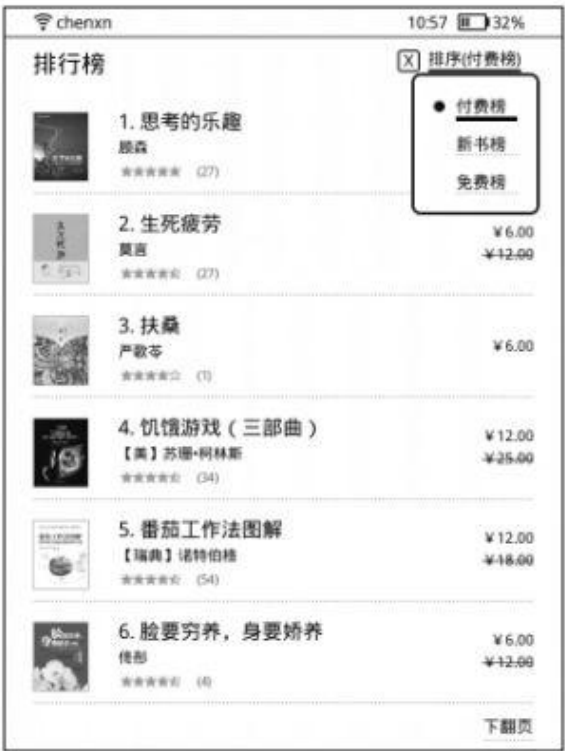 chenxn 10:57 32%
排行榜 X 排序(付费榜)
付费榜
新书榜
免费榜
1. 思考的乐趣
顾森
(27)
2. 生死疲劳
莫言
(27)
¥6.00
¥12.00
3. 扶桑
严歌苓
(1)
¥6.00
4. 饥饿游戏（三部曲）
【美】苏珊•柯林斯
(34)
¥12.00
¥25.00
5. 番茄工作法图解
【瑞典】诺特伯格
(54)
¥12.00
¥18.00
6. 脸要穷养，身要娇养
佟彤
(4)
¥6.00
¥12.00
下翻页